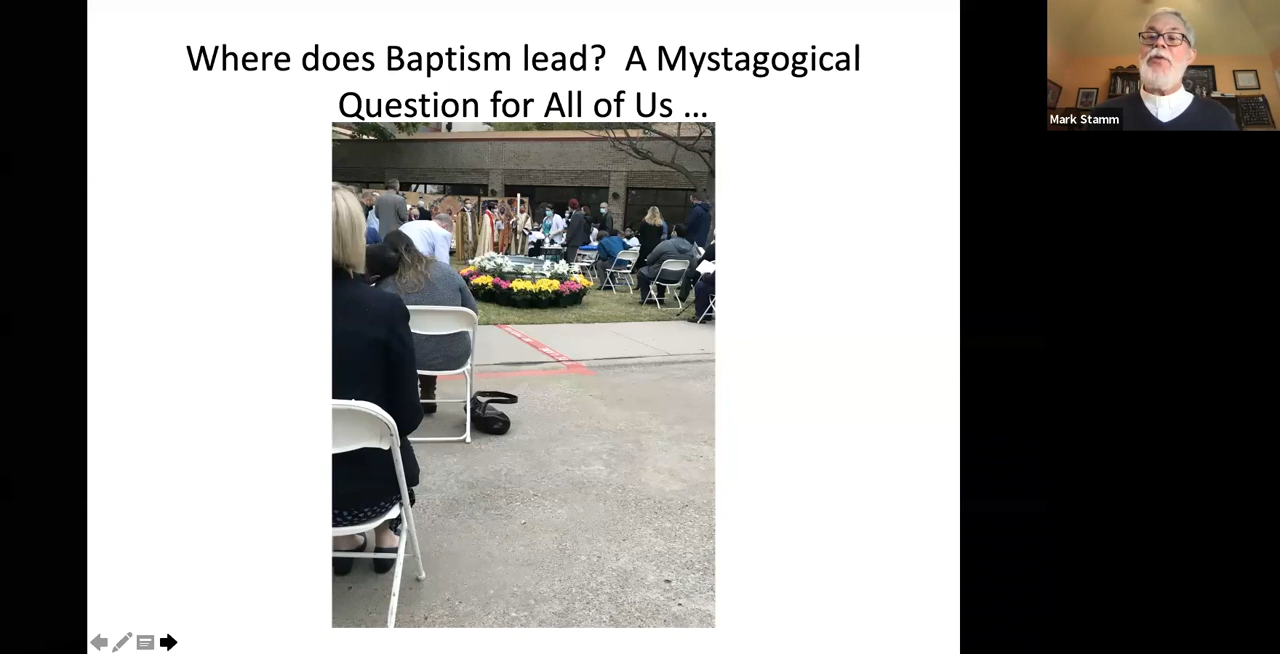 Where does Baptism lead?  A Mystagogical
Question for All of Us ...
Mark Stamm